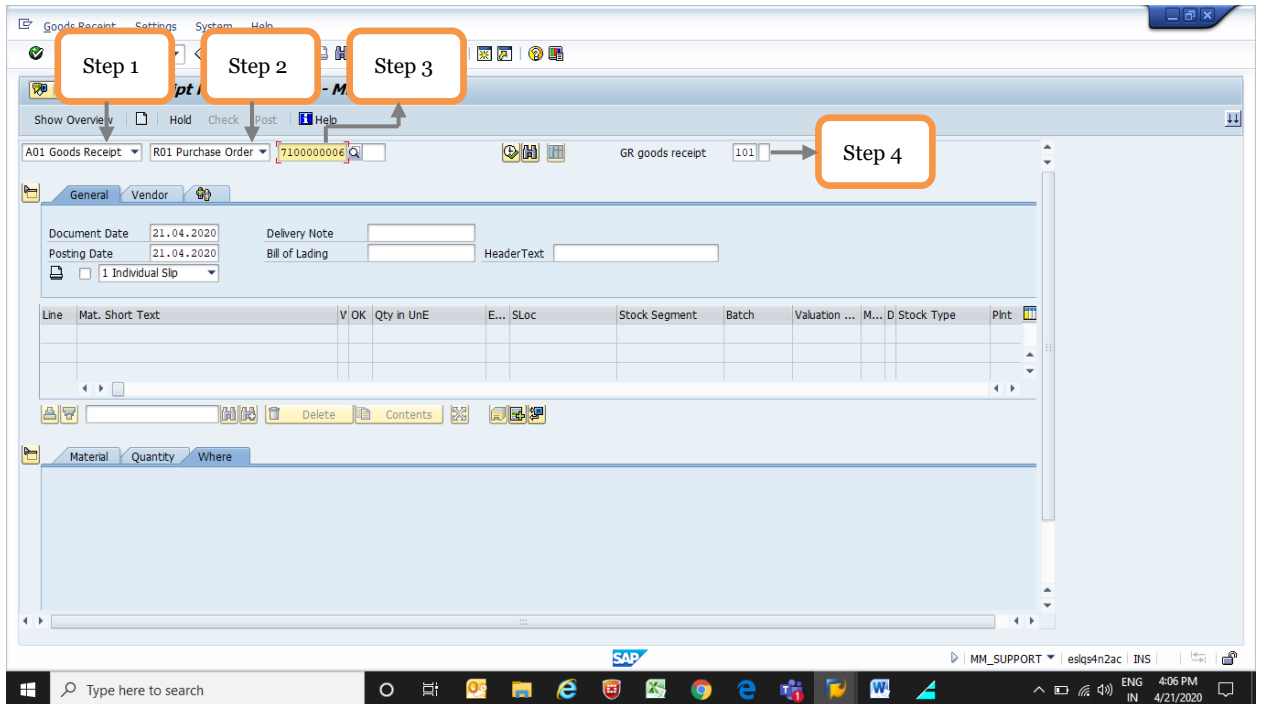 Goods Receipt Settings System Help
Step 1
Step 2
Step 3
Show Overview Hold Check Post Help
A01 Goods Receipt R01 Purchase Order 7100000006 GR goods receipt 101
Step 4
General Vendor
Document Date 21.04.2020 Delivery Note
Posting Date 21.04.2020 Bill of Lading HeaderText
1 Individual Slip
Line Mat. Short Text V OK Qty in UnE E... SLoc Stock Segment Batch Valuation ... M... D Stock Type Plnt
Delete Contents
Material Quantity Where
SAP MM_SUPPORT eslqs4n2ac INS
Type here to search ENG 4:06 PM
IN 4/21/2020